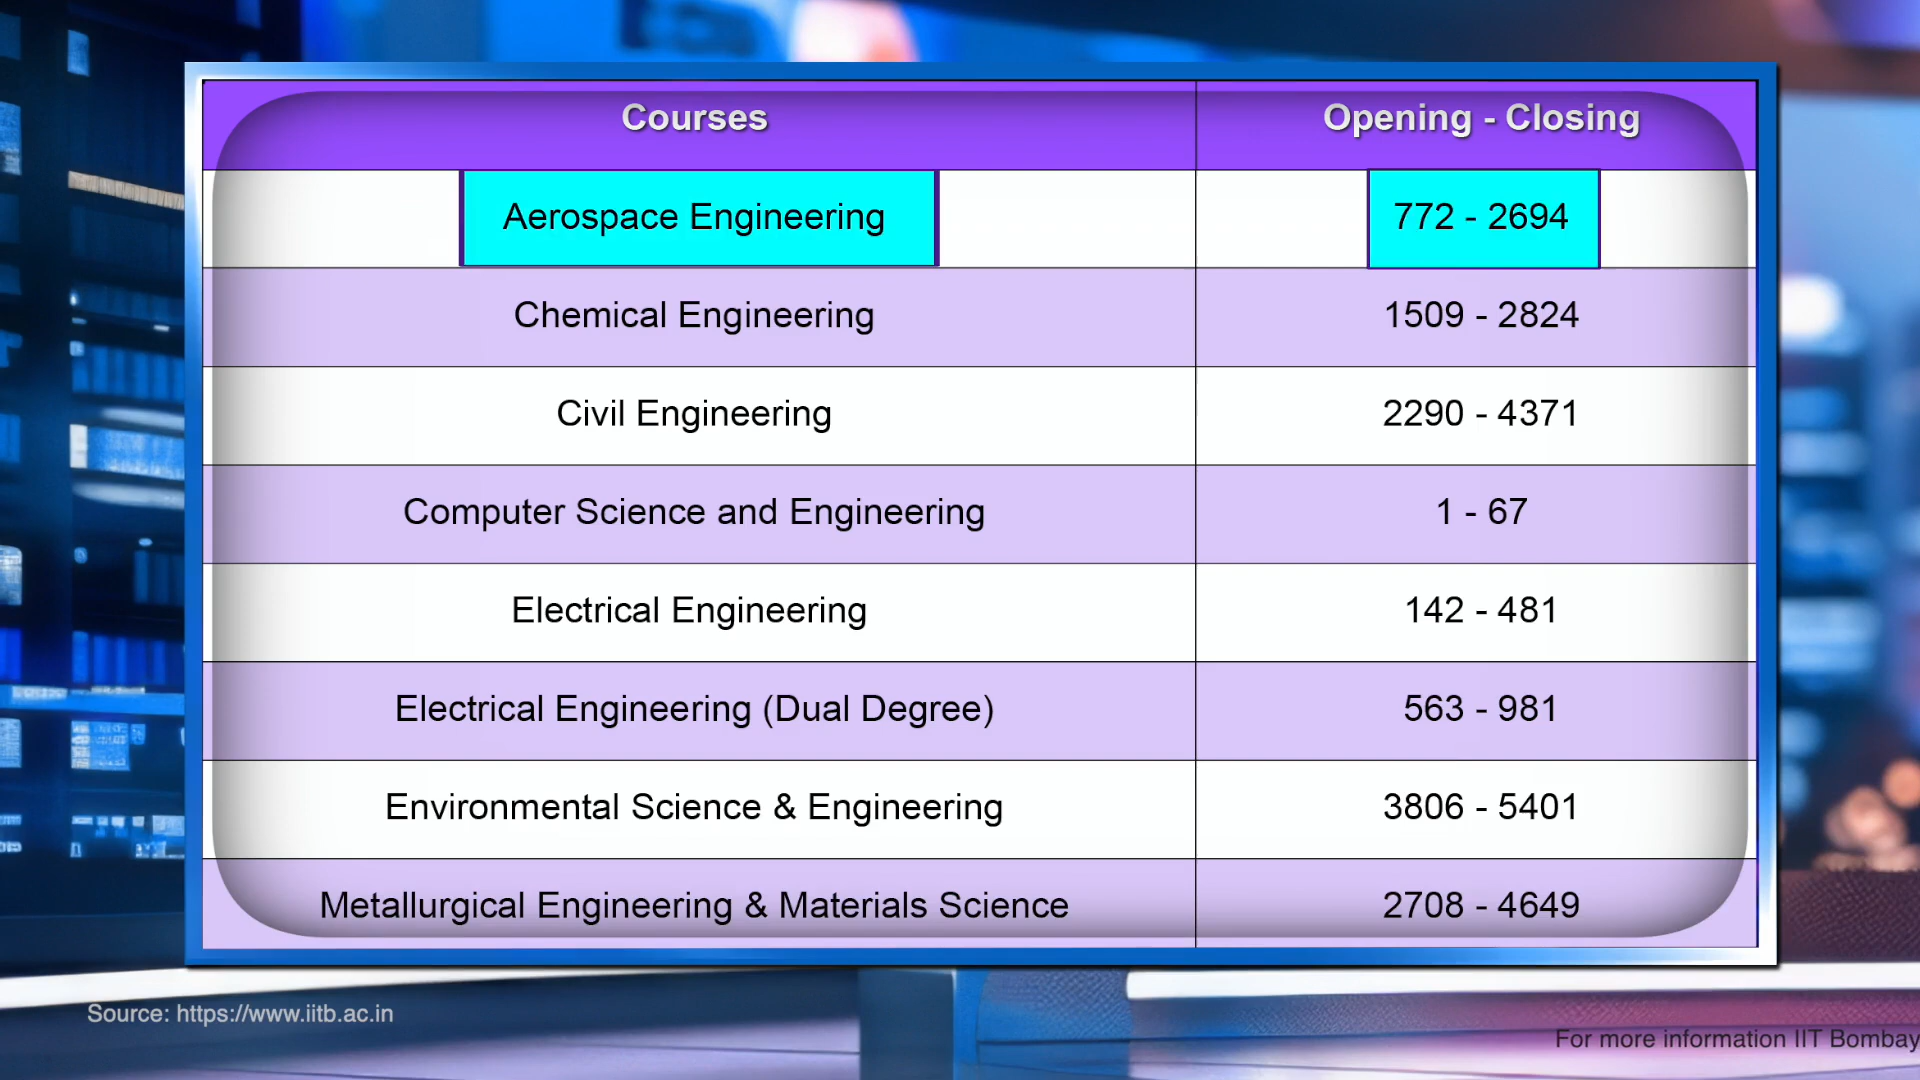 Courses Opening - Closing
Aerospace Engineering 772 - 2694
Chemical Engineering 1509 - 2824
Civil Engineering 2290 - 4371
Computer Science and Engineering 1 - 67
Electrical Engineering 142 - 481
Electrical Engineering (Dual Degree) 563 - 981
Environmental Science & Engineering 3806 - 5401
Metallurgical Engineering & Materials Science 2708 - 4649
Source: https://www.iitb.ac.in
For more information IIT Bombay